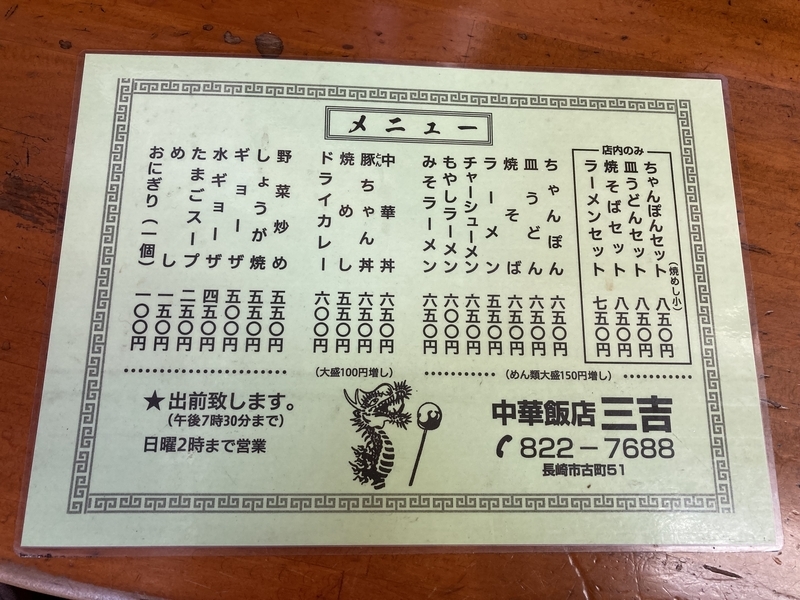 メニュー
店内のみ
ちゃんぽんセット 八五〇円
(焼めし小)
皿うどんセット 八五〇円
焼そばセット 八五〇円
ラーメンセット 七五〇円
ちゃんぽん 六五〇円
皿うどん 六五〇円
焼そば 六五〇円
ラーメン 五五〇円
チャーシューメン 六五〇円
もやしラーメン 六〇〇円
みそラーメン 六五〇円
(めん類大盛150円増し)
中華丼 六五〇円
豚ちゃん丼 六五〇円
焼めし 五五〇円
ドライカレー 六〇〇円
(大盛100円増し)
野菜炒め 五五〇円
しょうが焼 五五〇円
ギョーザ 五〇〇円
水ギョーザ 四五〇円
たまごスープ 二五〇円
めし 一五〇円
おにぎり(一個) 一〇〇円
★出前致します。
(午後7時30分まで)
日曜2時まで営業
中華飯店 三吉
822-7688
長崎市古町51